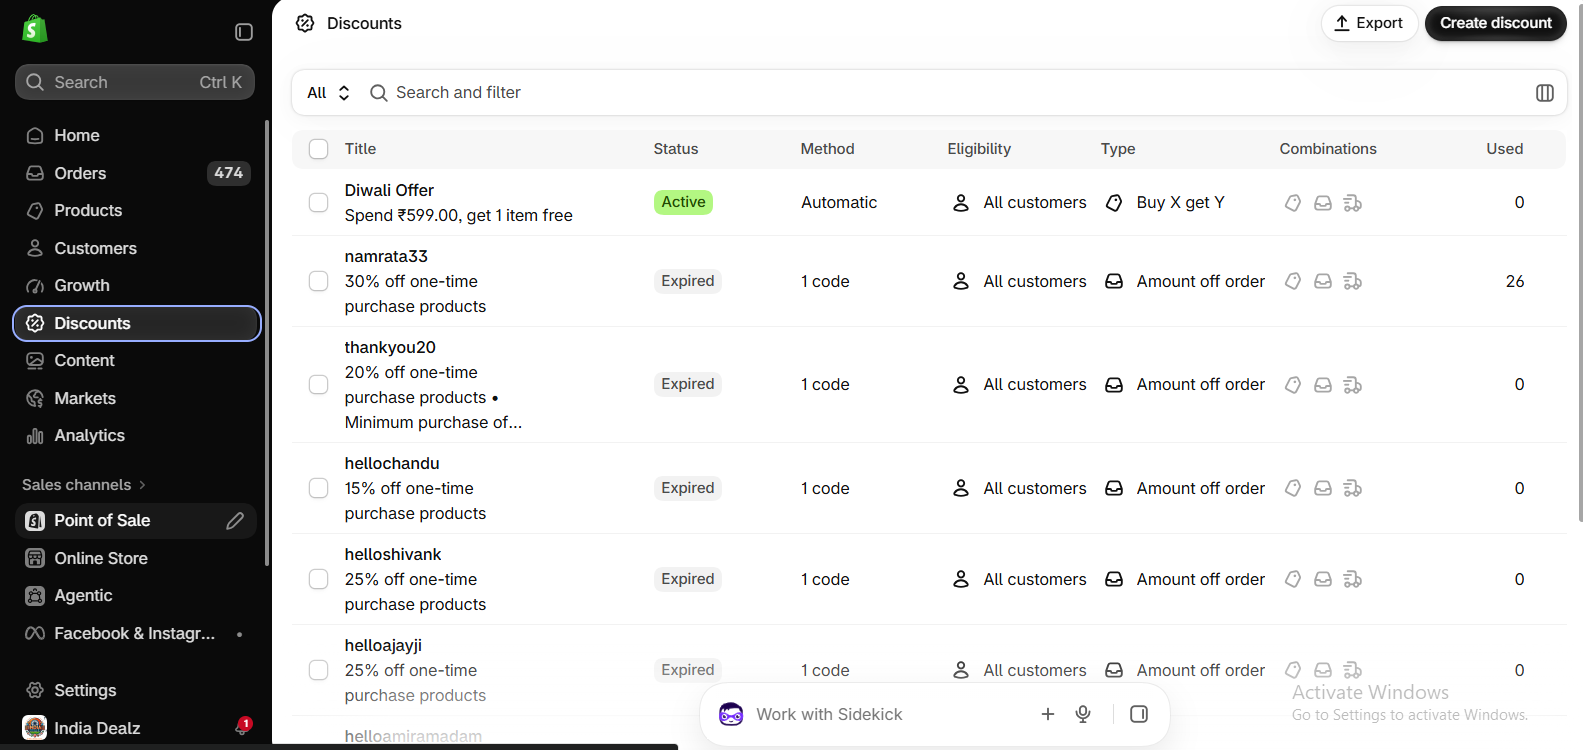 Search Ctrl K
Home
Orders 474
Products
Customers
Growth
Discounts
Content
Markets
Analytics
Sales channels
Point of Sale
Online Store
Agentic
Facebook & Instagr...
Settings
India Dealz 1
Discounts Export Create discount
All Search and filter
Title Status Method Eligibility Type Combinations Used
Diwali Offer
Spend ₹599.00, get 1 item free
Active Automatic All customers Buy X get Y 0
namrata33
30% off one-time
purchase products
Expired 1 code All customers Amount off order 26
thankyou20
20% off one-time
purchase products •
Minimum purchase of...
Expired 1 code All customers Amount off order 0
hellochandu
15% off one-time
purchase products
Expired 1 code All customers Amount off order 0
helloshivank
25% off one-time
purchase products
Expired 1 code All customers Amount off order 0
helloajayji
25% off one-time
purchase products
Expired 1 code All customers Amount off order 0
helloamiramadam
Work with Sidekick
Activate Windows
Go to Settings to activate Windows.